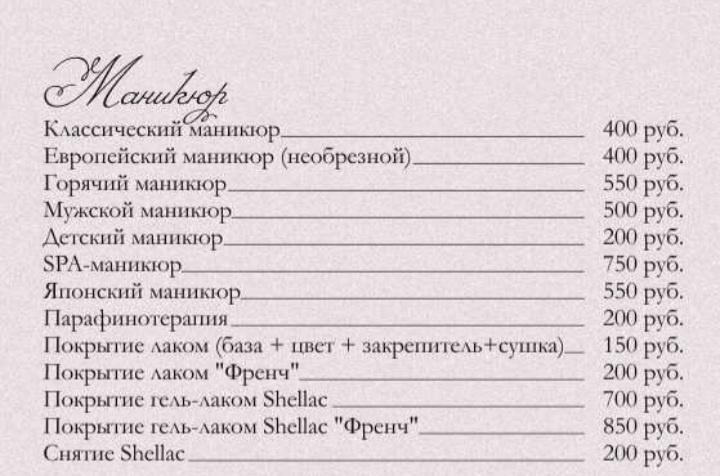 Маникюр
Классический маникюр 400 руб.
Европейский маникюр (необрезной) 400 руб.
Горячий маникюр 550 руб.
Мужской маникюр 500 руб.
Детский маникюр 200 руб.
SPA-маникюр 750 руб.
Японский маникюр 550 руб.
Парафинотерапия 200 руб.
Покрытие лаком (база + цвет + закрепитель+сушка) 150 руб.
Покрытие лаком "Френч" 200 руб.
Покрытие гель-лаком Shellac 700 руб.
Покрытие гель-лаком Shellac "Френч" 850 руб.
Снятие Shellac 200 руб.